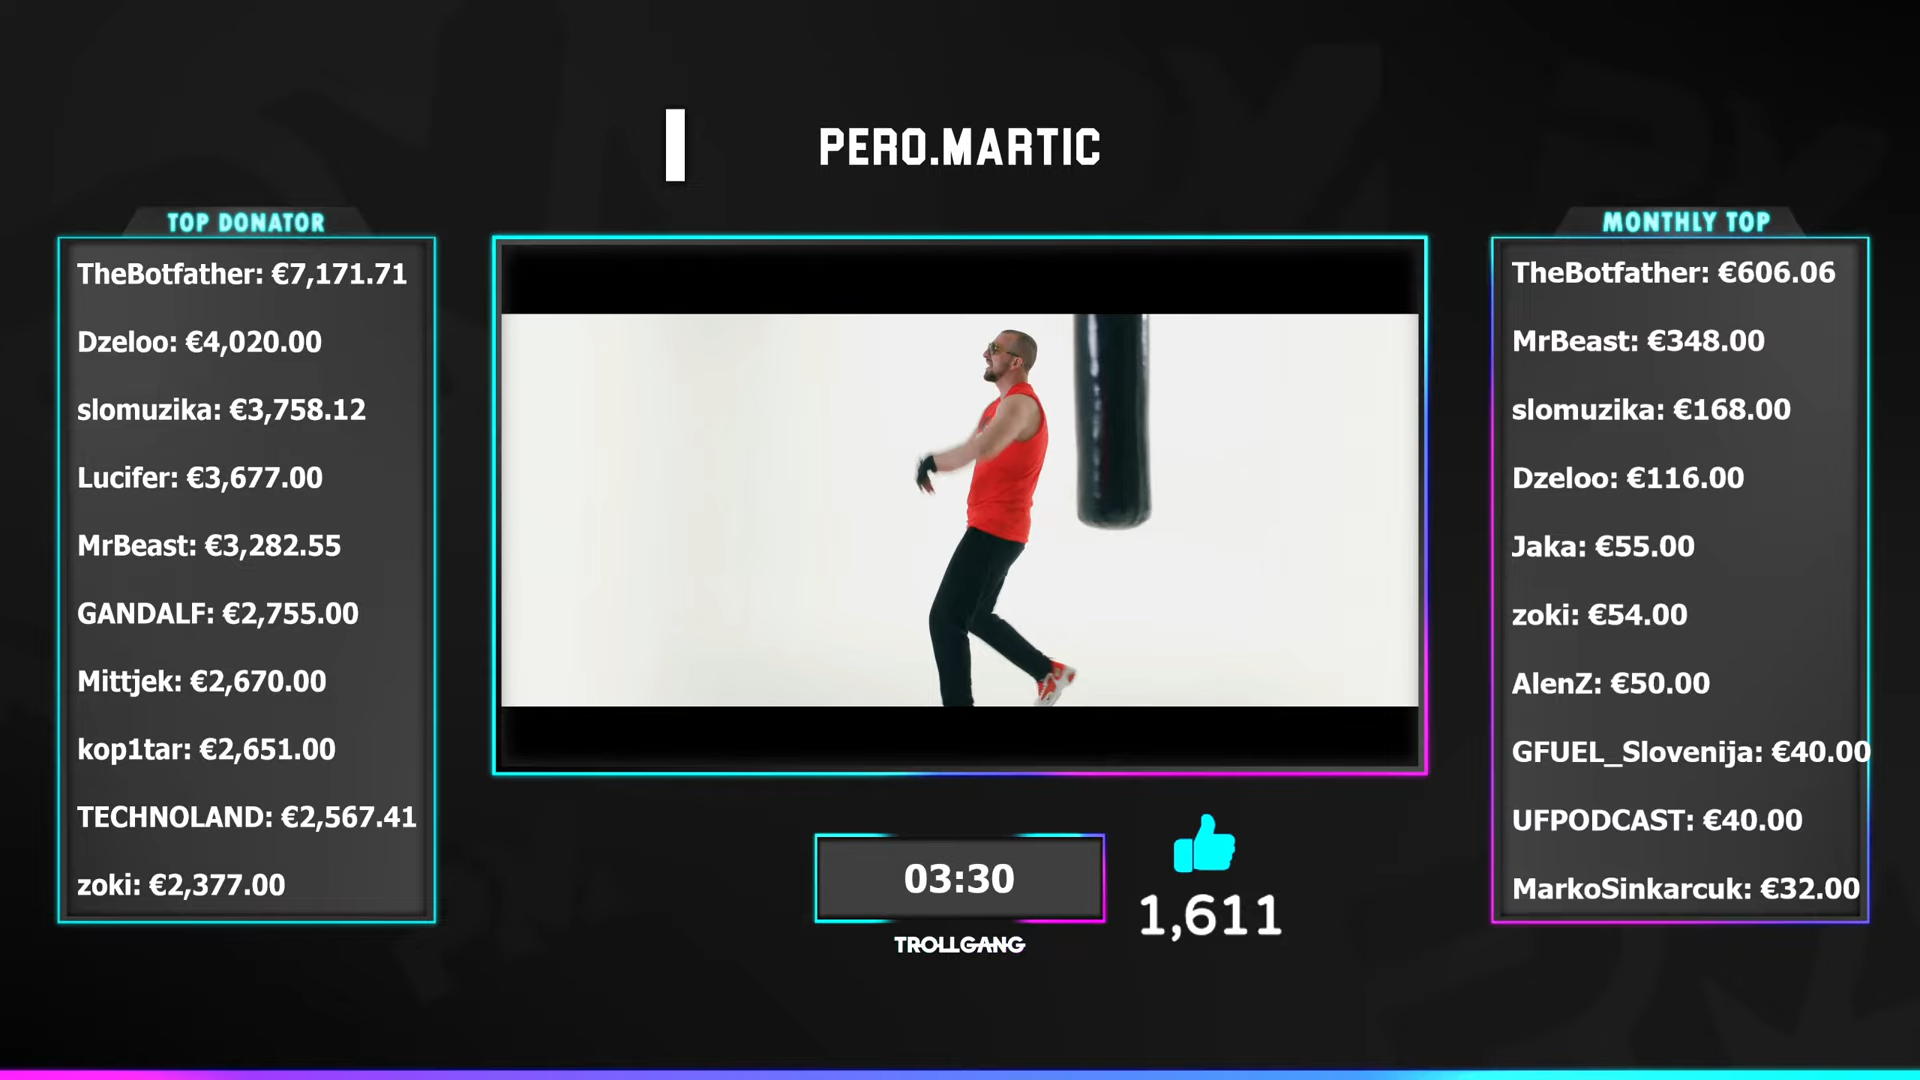 PERO.MARTIC
TOP DONATOR
TheBotfather: €7,171.71
Dzeloo: €4,020.00
slomuzika: €3,758.12
Lucifer: €3,677.00
MrBeast: €3,282.55
GANDALF: €2,755.00
Mittjek: €2,670.00
kop1tar: €2,651.00
TECHNOLAND: €2,567.41
zoki: €2,377.00
03:30
TROLLGANG
1,611
MONTHLY TOP
TheBotfather: €606.06
MrBeast: €348.00
slomuzika: €168.00
Dzeloo: €116.00
Jaka: €55.00
zoki: €54.00
AlenZ: €50.00
GFUEL_Slovenija: €40.00
UFPODCAST: €40.00
MarkoSinkarcuk: €32.00